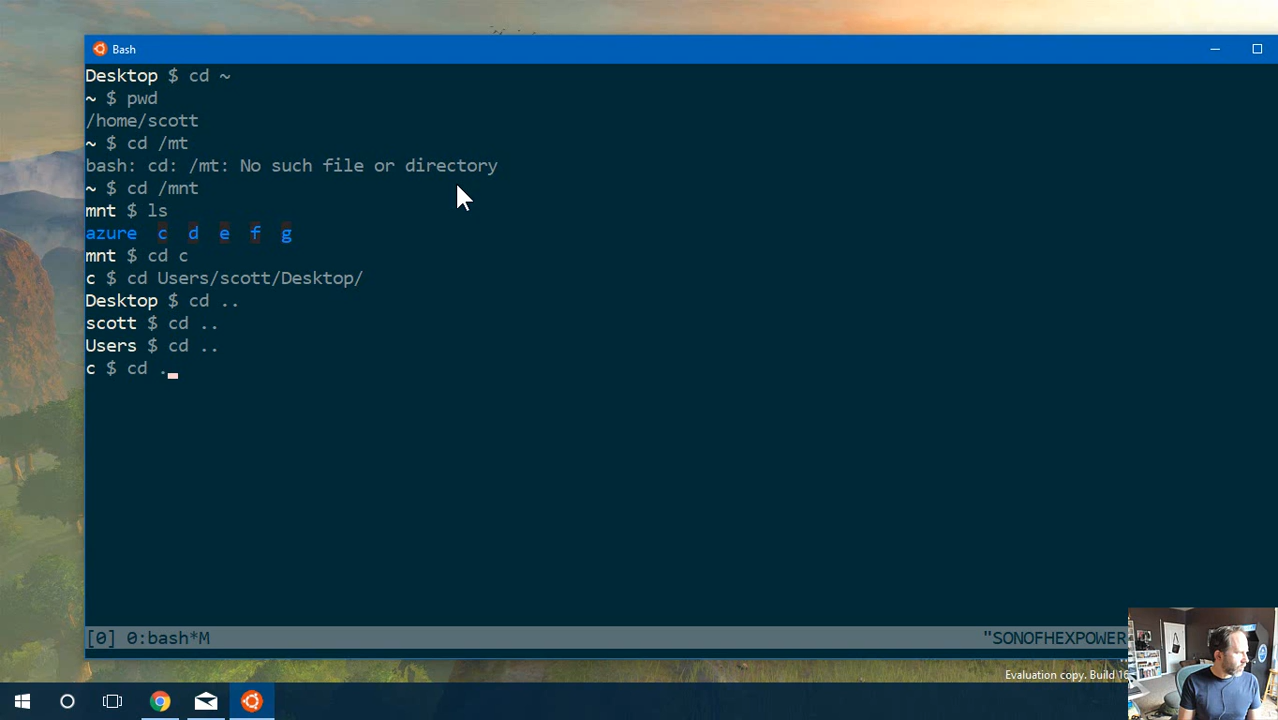 Bash
Desktop $ cd ~
~ $ pwd
/home/scott
~ $ cd /mt
bash: cd: /mt: No such file or directory
~ $ cd /mnt
mnt $ ls
azure c d e f g
mnt $ cd c
c $ cd Users/scott/Desktop/
Desktop $ cd ..
scott $ cd ..
Users $ cd ..
c $ cd .
[0] 0:bash*M "SONOFHEXPOWER
Evaluation copy. Build 16